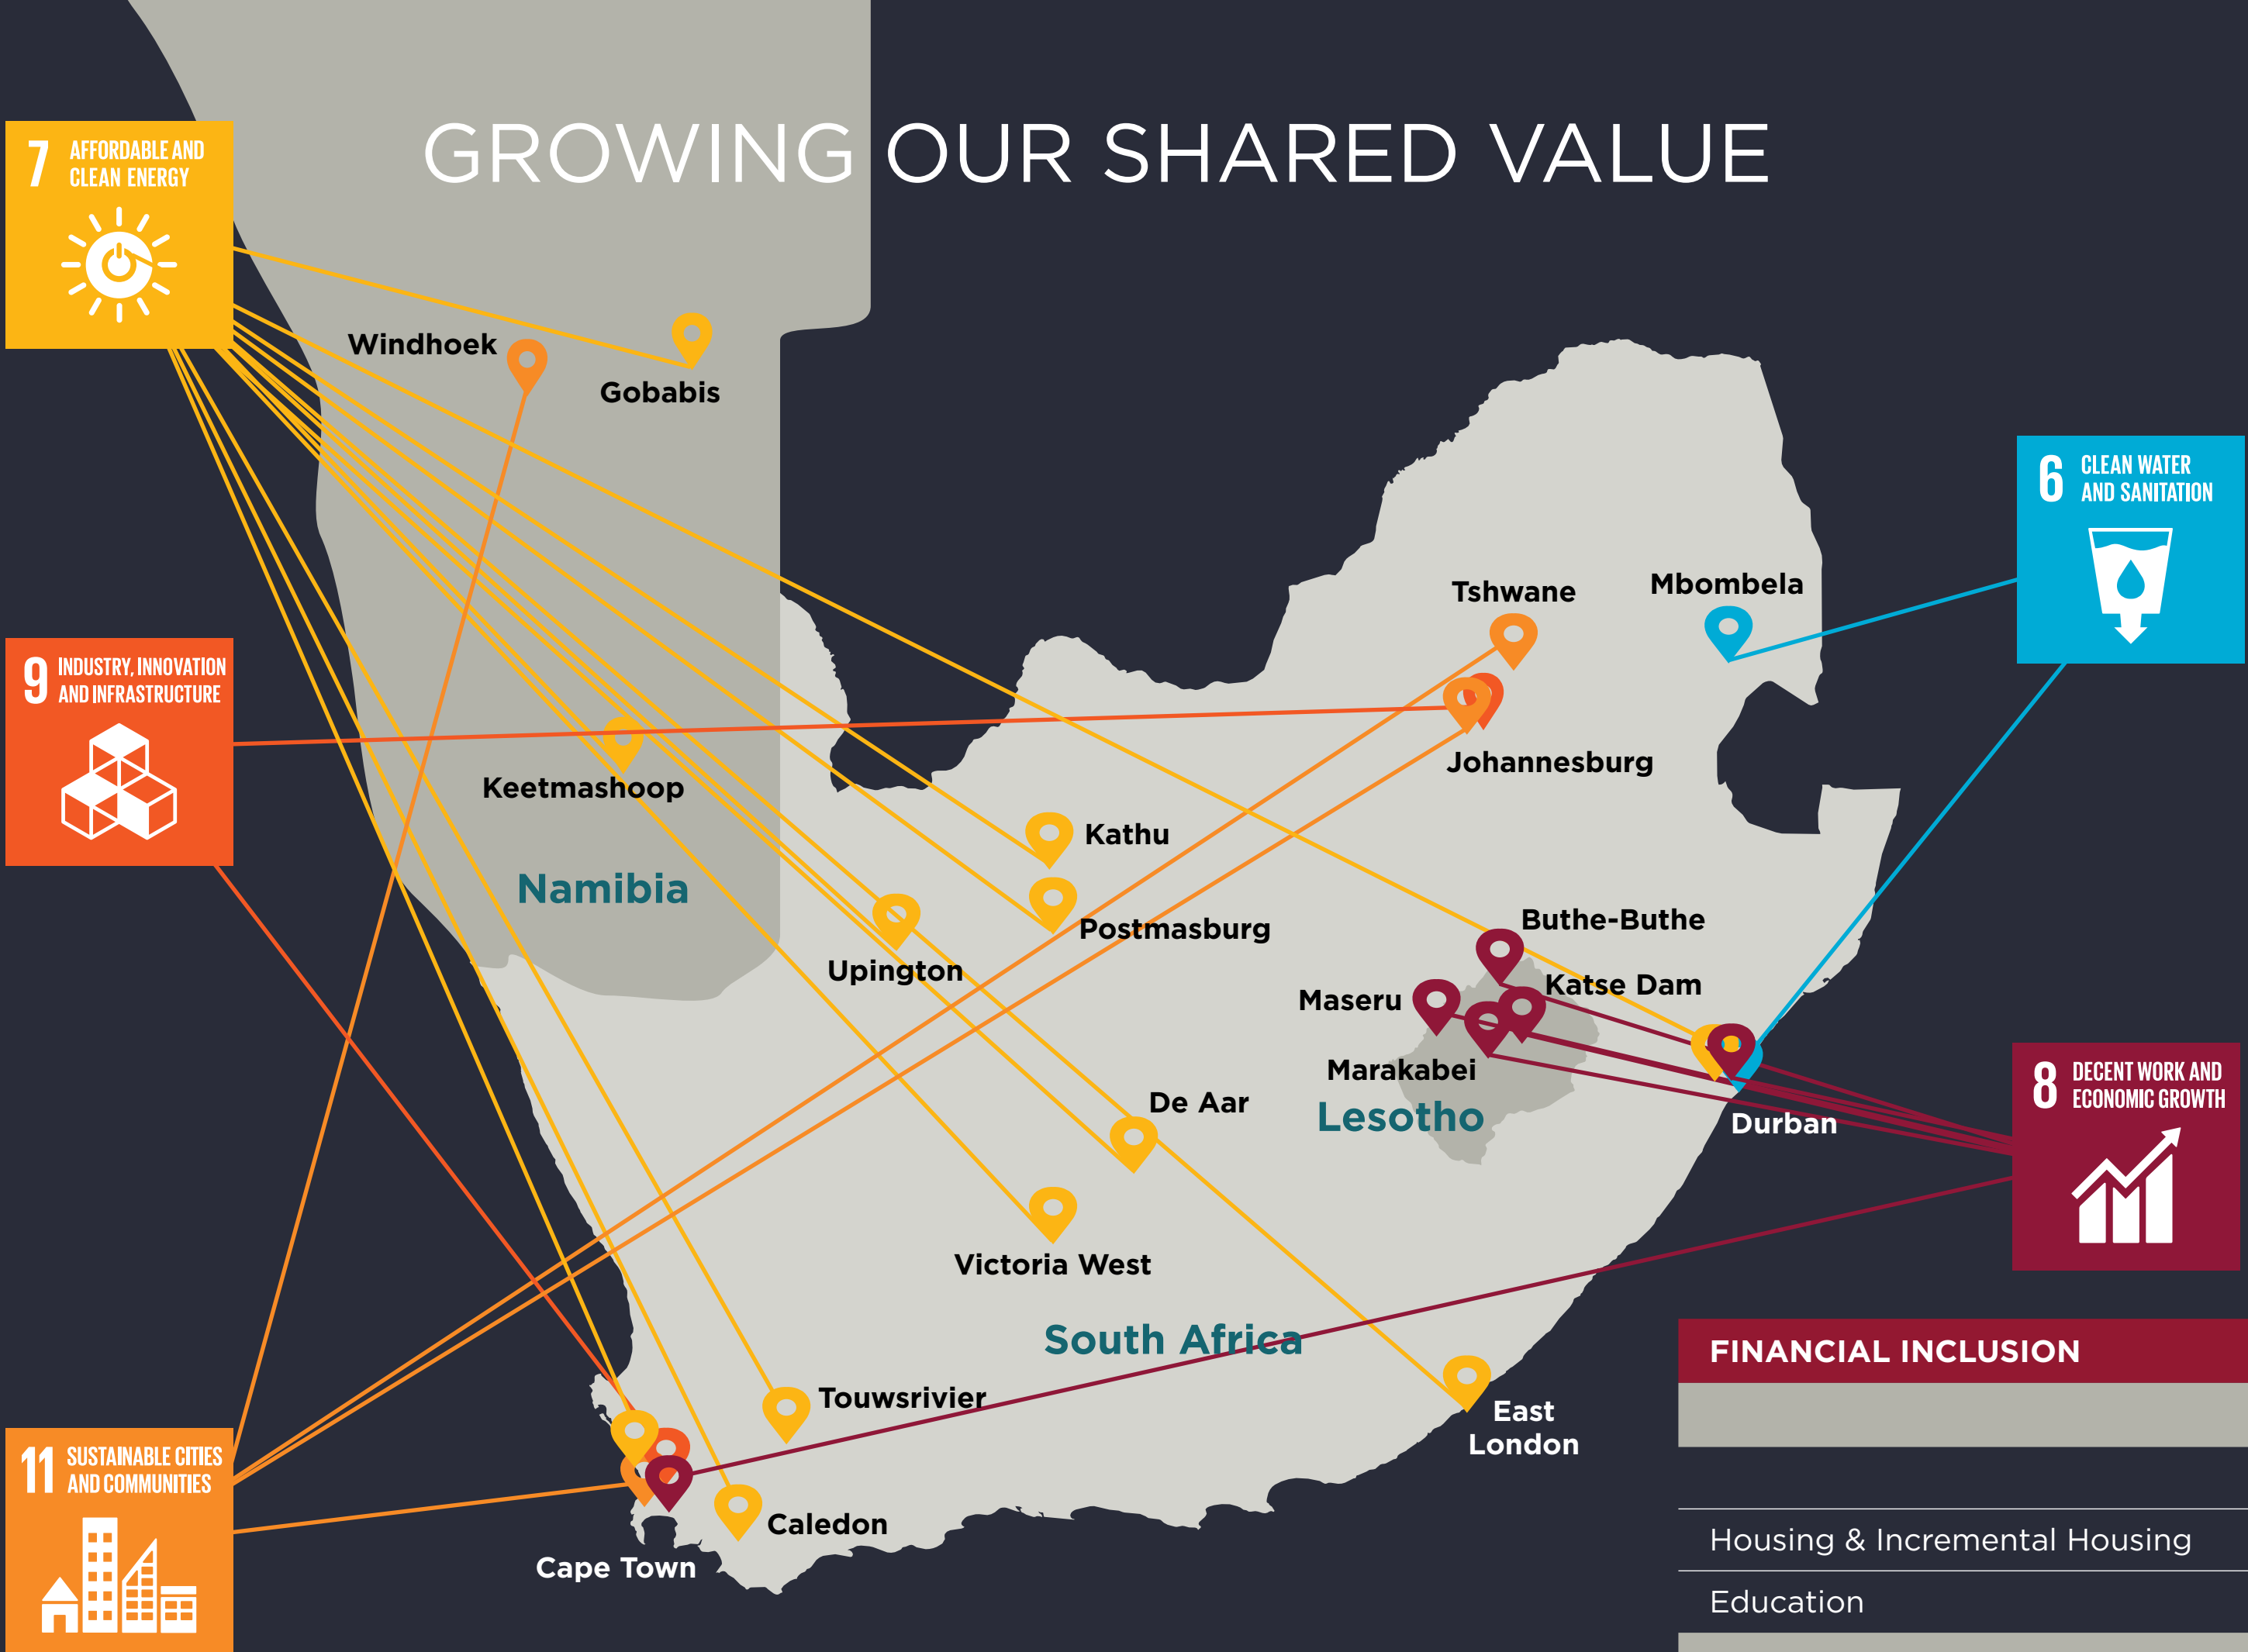 GROWING OUR SHARED VALUE
7 AFFORDABLE AND
CLEAN ENERGY
Windhoek
Gobabis
6 CLEAN WATER
AND SANITATION
Tshwane
Mbombela
9 INDUSTRY, INNOVATION
AND INFRASTRUCTURE
Johannesburg
Keetmashoop
Kathu
Namibia
Postmasburg
Buthe-Buthe
Upington
Katse Dam
Maseru
Marakabei
8 DECENT WORK AND
ECONOMIC GROWTH
De Aar
Lesotho
Durban
Victoria West
South Africa
FINANCIAL INCLUSION
Touwsrivier
East
London
11 SUSTAINABLE CITIES
AND COMMUNITIES
Caledon
Cape Town
Housing & Incremental Housing
Education